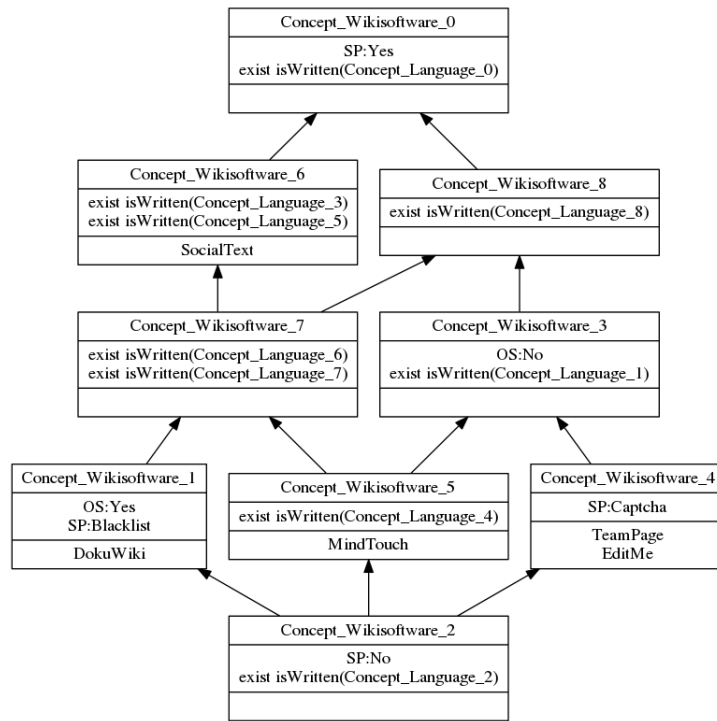 Concept_Wikisoftware_0
SP:Yes
exist isWritten(Concept_Language_0)
Concept_Wikisoftware_6
exist isWritten(Concept_Language_3)
exist isWritten(Concept_Language_5)
SocialText
Concept_Wikisoftware_8
exist isWritten(Concept_Language_8)
Concept_Wikisoftware_7
exist isWritten(Concept_Language_6)
exist isWritten(Concept_Language_7)
Concept_Wikisoftware_3
OS:No
exist isWritten(Concept_Language_1)
Concept_Wikisoftware_1
OS:Yes
SP:Blacklist
DokuWiki
Concept_Wikisoftware_5
exist isWritten(Concept_Language_4)
MindTouch
Concept_Wikisoftware_4
SP:Captcha
TeamPage
EditMe
Concept_Wikisoftware_2
SP:No
exist isWritten(Concept_Language_2)